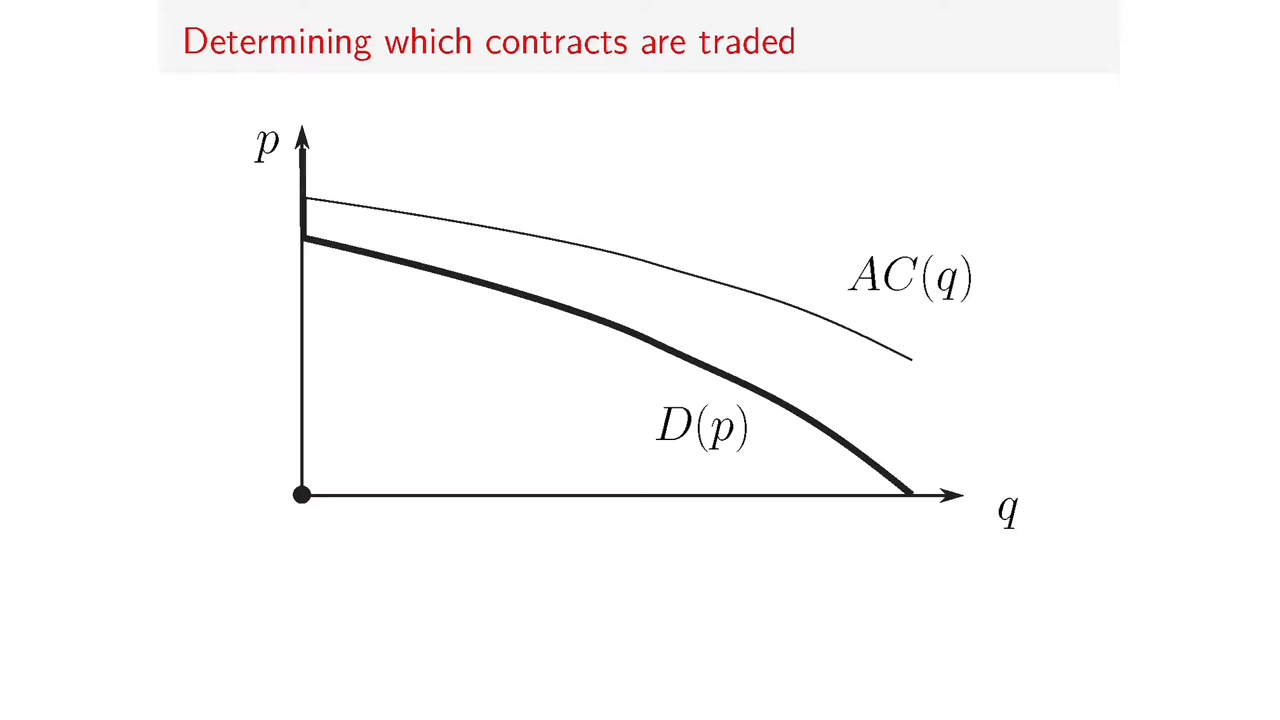 Determining which contracts are traded
p
AC(q)
D(p)
q